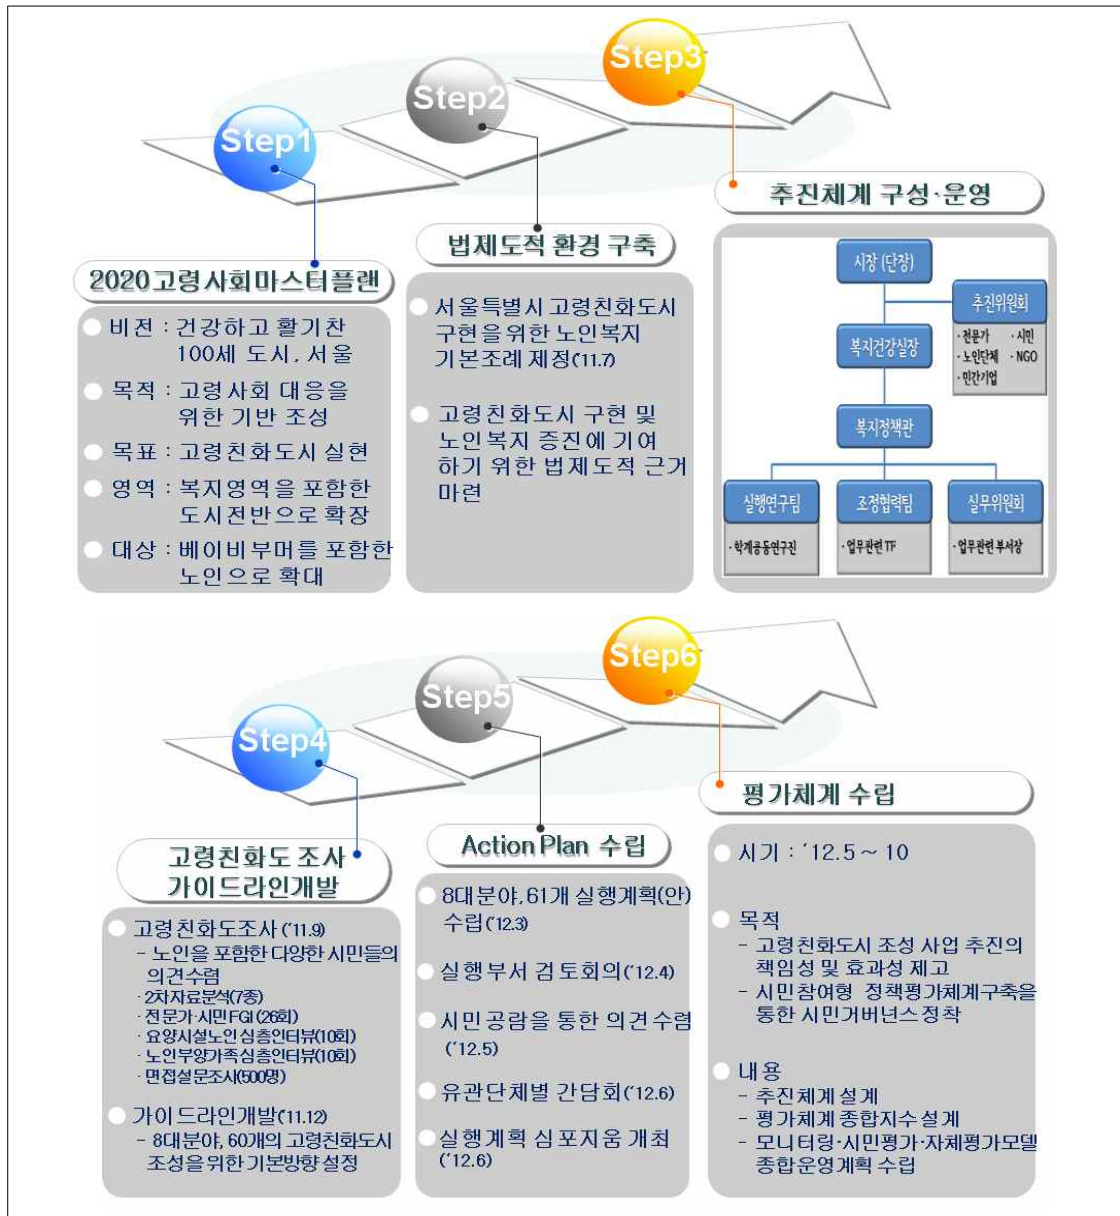 Step1
Step2
Step3
2020고령사회마스터플랜
비전 : 건강하고 활기찬
100세 도시, 서울
목적 : 고령사회 대응을
위한 기반 조성
목표 : 고령친화도시 실현
영역 : 복지영역을 포함한
도시전반으로 확장
대상 : 베이비부머를 포함한
노인으로 확대
법제도적 환경 구축
서울특별시 고령친화도시
구현을 위한 노인복지
기본조례 제정('11.7)
고령친화도시 구현 및
노인복지 증진에 기여
하기 위한 법제도적 근거
마련
추진체계 구성·운영
시장 (단장)
추진위원회
·전문가 ·시민
·노인단체 ·NGO
·민간기업
복지건강실장
복지정책관
실행연구팀
·학계공동연구진
조정협력팀
·업무관련 TF
실무위원회
·업무관련 부서장
Step4
Step5
Step6
고령친화도 조사
가이드라인개발
고령친화도조사('11.9)
- 노인을 포함한 다양한 시민들의
의견수렴
·2차자료분석(7종)
·전문가·시민 FGI (26회)
·요양시설노인 심층인터뷰(10회)
·노인부양가족심층인터뷰(10회)
·면접설문조사(500명)
가이드라인개발('11.12)
- 8대분야, 60개의 고령친화도시
조성을 위한 기본방향 설정
Action Plan 수립
8대분야, 61개 실행계획(안)
수립('12.3)
실행부서 검토회의('12.4)
시민공람을 통한 의견수렴
('12.5)
유관단체별 간담회('12.6)
실행계획 심포지움 개최
('12.6)
평가체계 수립
시기 : '12.5 ~ 10
목적
- 고령친화도시 조성 사업 추진의
책임성 및 효과성 제고
- 시민참여형 정책평가체계구축을
통한 시민거버넌스 정착
내용
- 추진체계 설계
- 평가체계 종합지수 설계
- 모니터링·시민평가·자체평가모델
종합운영계획 수립